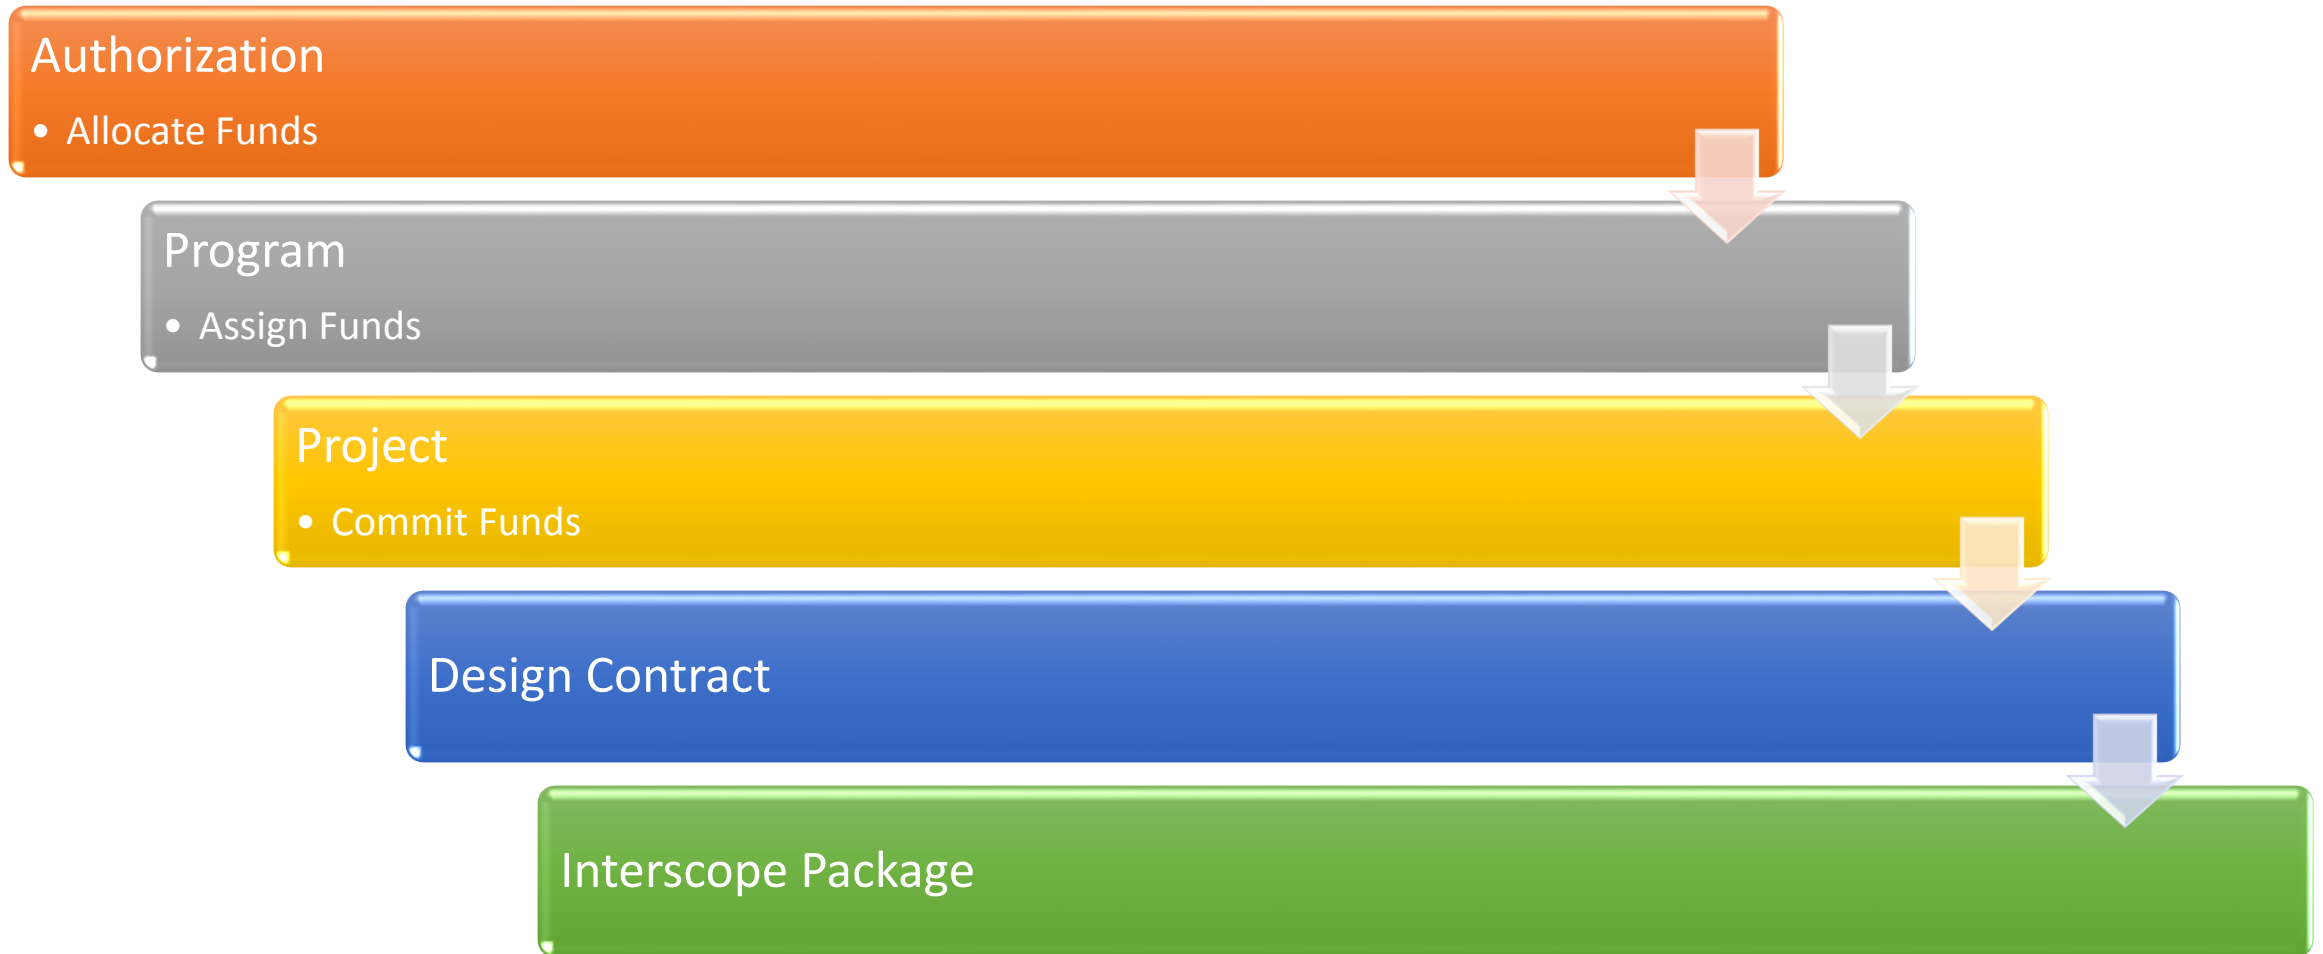 Authorization
• Allocate Funds
Program
• Assign Funds
Project
• Commit Funds
Design Contract
Interscope Package